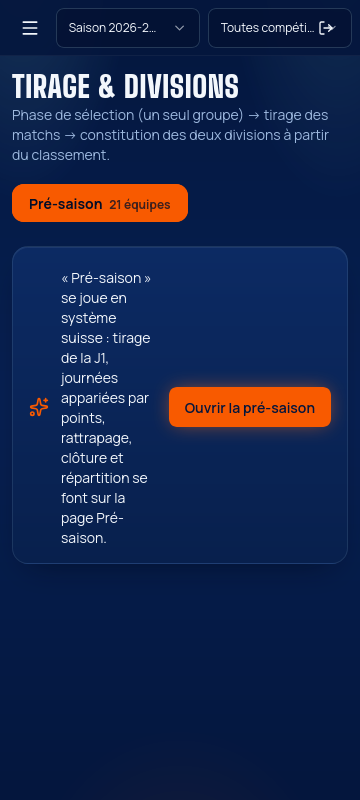 Saison 2026-2...
Toutes compéti...
TIRAGE & DIVISIONS
Phase de sélection (un seul groupe) → tirage des
matchs → constitution des deux divisions à partir
du classement.
Pré-saison 21 équipes
« Pré-saison »
se joue en
système
suisse : tirage
de la J1,
journées
appariées par
points,
rattrapage,
clôture et
répartition se
font sur la
page Pré-
saison.
Ouvrir la pré-saison